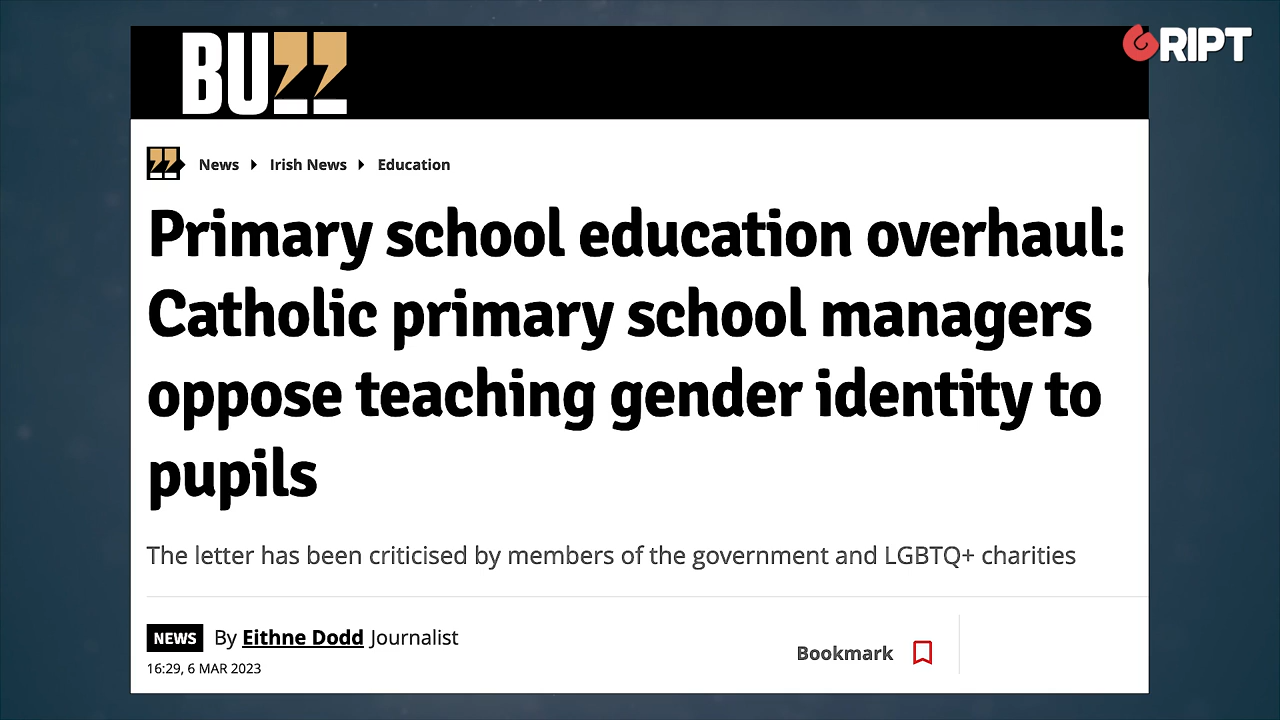 BUZZ
GRIPT
News Irish News Education
Primary school education overhaul:
Catholic primary school managers
oppose teaching gender identity to
pupils
The letter has been criticised by members of the government and LGBTQ+ charities
NEWS By Eithne Dodd Journalist
Bookmark
16:29, 6 MAR 2023